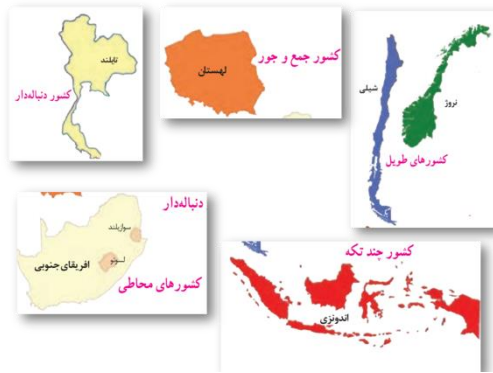 تایلند
کشور دنباله‌دار
کشور جمع و جور
لهستان
شیلی
نروژ
کشورهای طویل
دنباله‌دار
سوازیلند
لسوتو
افریقای جنوبی
کشورهای محاطی
کشور چند تکه
اندونزی